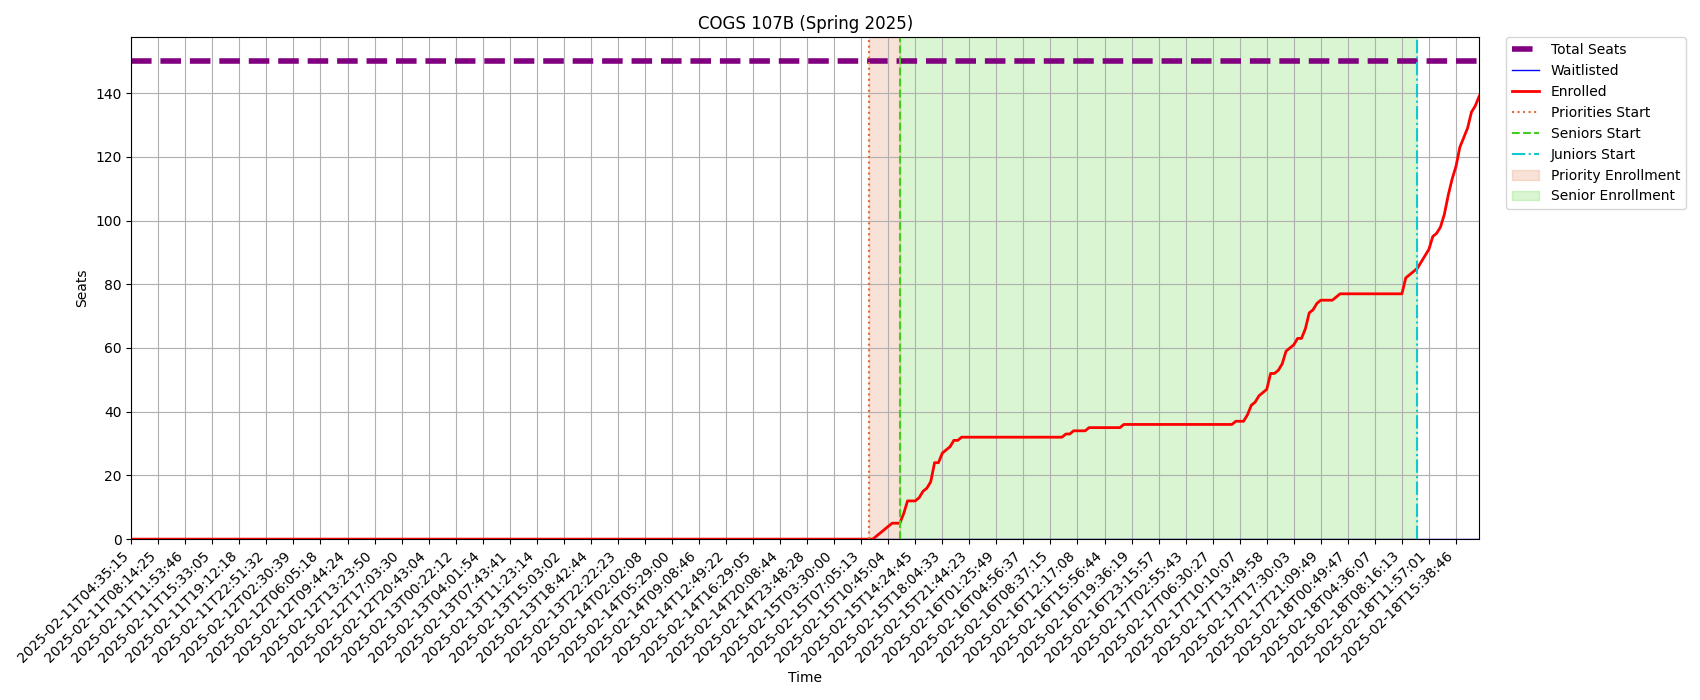 COGS 107B (Spring 2025)
Seats
140
120
100
80
60
40
20
0
2025-02-11T04:35:15
2025-02-11T08:14:25
2025-02-11T11:53:46
2025-02-11T15:33:05
2025-02-11T19:12:18
2025-02-11T22:51:32
2025-02-12T02:30:39
2025-02-12T06:05:18
2025-02-12T09:44:24
2025-02-12T13:23:50
2025-02-12T17:03:30
2025-02-12T20:43:04
2025-02-13T00:22:12
2025-02-13T04:01:54
2025-02-13T07:43:41
2025-02-13T11:23:14
2025-02-13T15:03:02
2025-02-13T18:42:44
2025-02-13T22:22:23
2025-02-14T02:02:08
2025-02-14T05:29:00
2025-02-14T09:08:46
2025-02-14T12:49:22
2025-02-14T16:29:05
2025-02-14T20:08:44
2025-02-14T23:48:28
2025-02-15T03:30:00
2025-02-15T07:05:13
2025-02-15T10:45:04
2025-02-15T14:24:45
2025-02-15T18:04:33
2025-02-15T21:44:23
2025-02-16T01:25:49
2025-02-16T04:56:37
2025-02-16T08:37:15
2025-02-16T12:17:08
2025-02-16T15:56:44
2025-02-16T19:36:19
2025-02-16T23:15:57
2025-02-17T02:55:43
2025-02-17T06:30:27
2025-02-17T10:10:07
2025-02-17T13:49:58
2025-02-17T17:30:03
2025-02-17T21:09:49
2025-02-18T00:49:47
2025-02-18T04:36:07
2025-02-18T08:16:13
2025-02-18T11:57:01
2025-02-18T15:38:46
Time
Total Seats
Waitlisted
Enrolled
Priorities Start
Seniors Start
Juniors Start
Priority Enrollment
Senior Enrollment